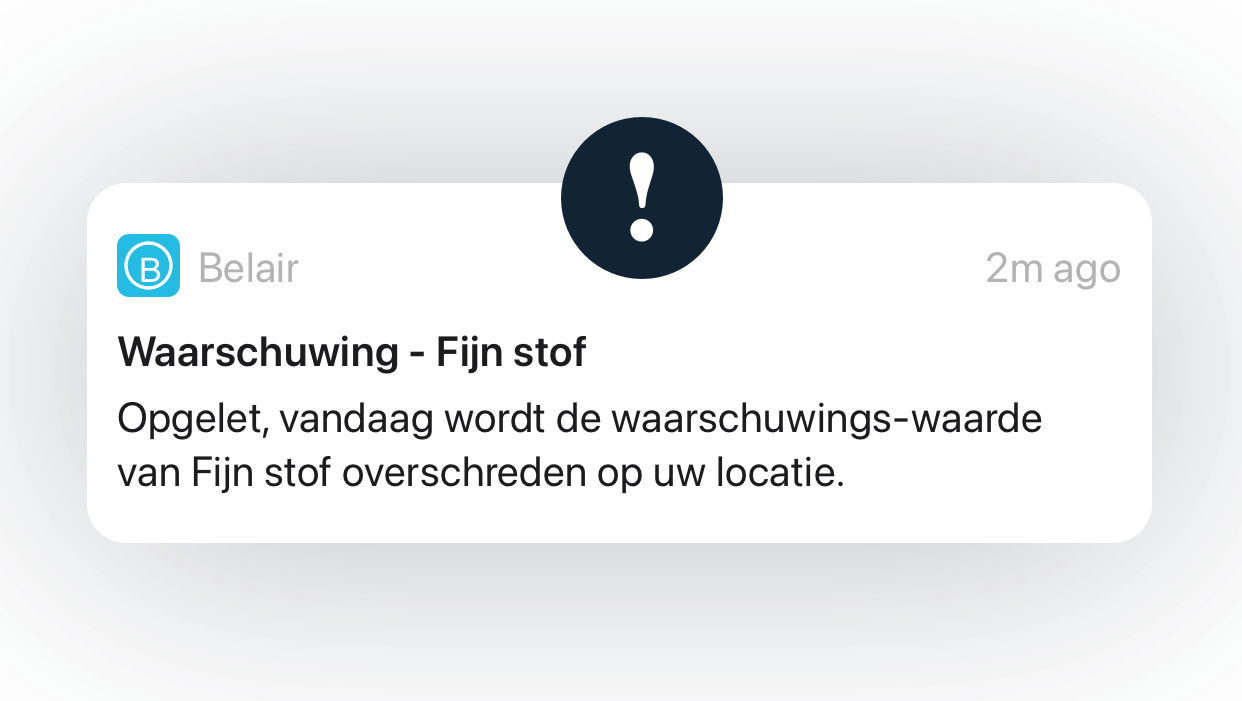 !
B Belair 2m ago
Waarschuwing - Fijn stof
Opgelet, vandaag wordt de waarschuwings-waarde
van Fijn stof overschreden op uw locatie.